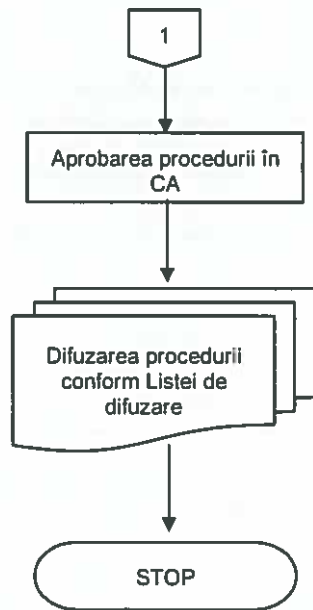 1
Aprobarea procedurii în
CA
Difuzarea procedurii
conform Listei de
difuzare
STOP